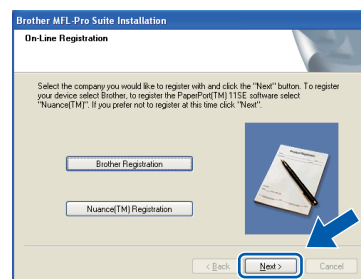 Brother MFL-Pro Suite Installation
On-Line Registration
Select the company you would like to register with and click the "Next" button. To register
your device select Brother, to register the PaperPort(TM) 11SE software select
"Nuance(TM)". If you prefer not to register at this time click "Next".
Brother Registration
Nuance(TM) Registration
< Back
Next >
Cancel